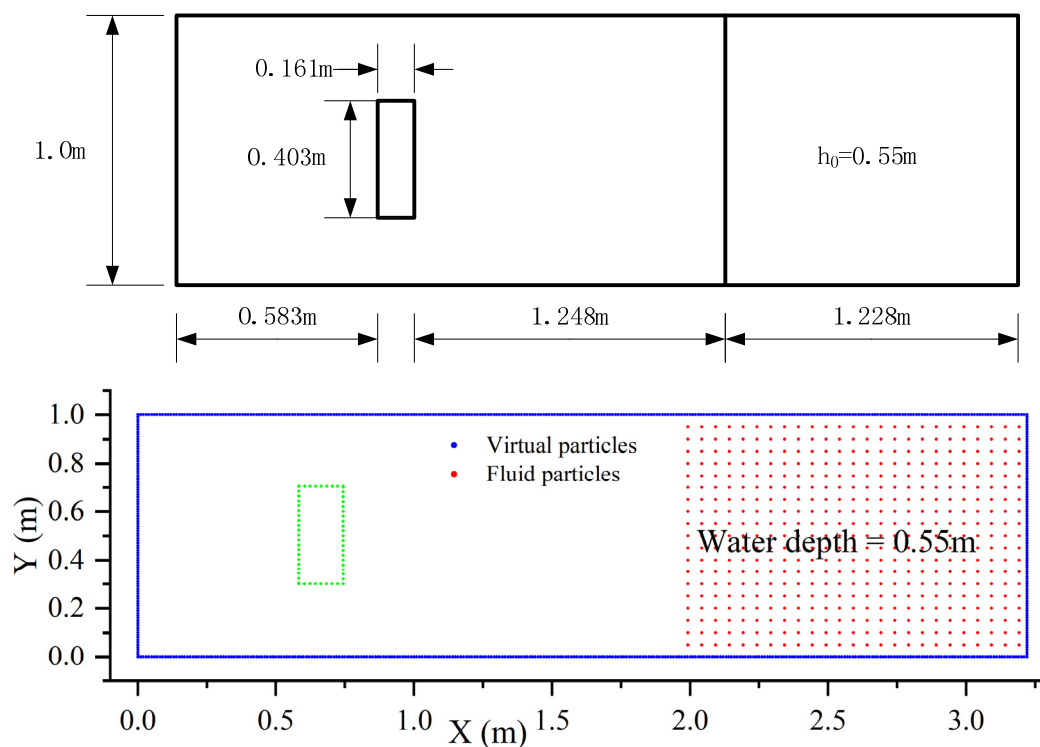 0.161m
1.0m
0.403m
h₀=0.55m
0.583m
1.248m
1.228m
1.0
0.8
0.6
0.4
0.2
0.0
Y (m)
Virtual particles
Fluid particles
Water depth = 0.55m
0.0
0.5
1.0
1.5
2.0
2.5
3.0
X (m)